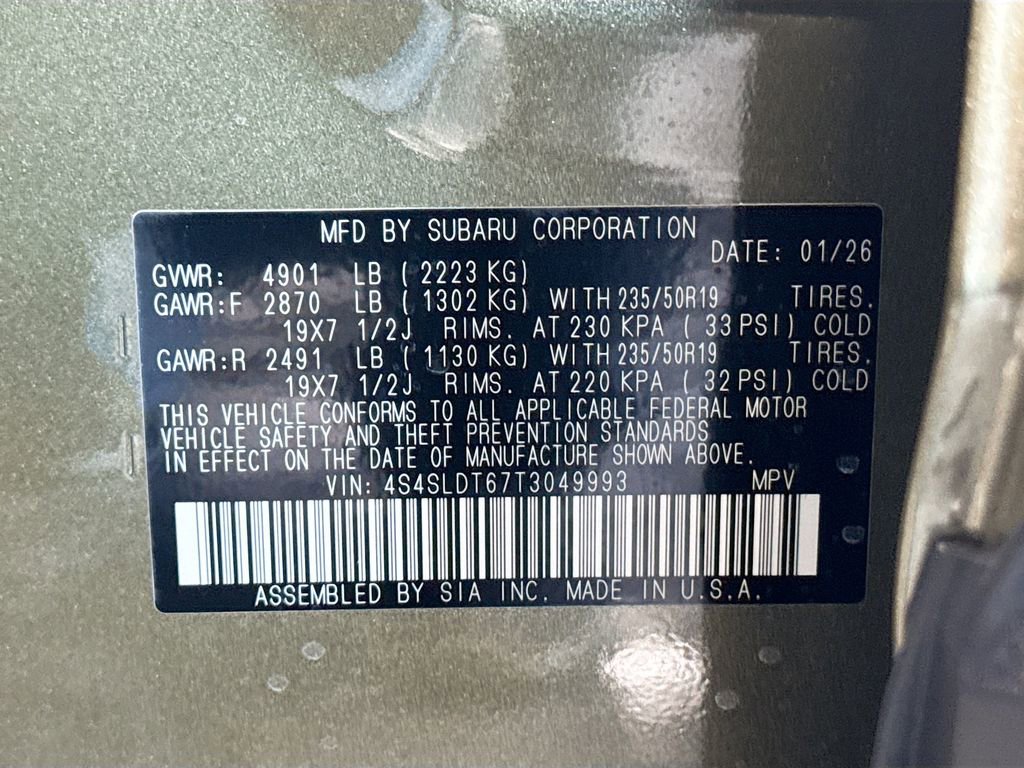 MFD BY SUBARU CORPORATION
DATE: 01/26
GVWR: 4901 LB ( 2223 KG)
GAWR:F 2870 LB ( 1302 KG) WITH 235/50R19 TIRES.
19X7 1/2J RIMS. AT 230 KPA ( 33 PSI) COLD
GAWR:R 2491 LB ( 1130 KG) WITH 235/50R19 TIRES.
19X7 1/2J RIMS. AT 220 KPA ( 32 PSI) COLD
THIS VEHICLE CONFORMS TO ALL APPLICABLE FEDERAL MOTOR
VEHICLE SAFETY AND THEFT PREVENTION STANDARDS
IN EFFECT ON THE DATE OF MANUFACTURE SHOWN ABOVE.
VIN: 4S4SLDT67T3049993 MPV
ASSEMBLED BY SIA INC. MADE IN U.S.A.